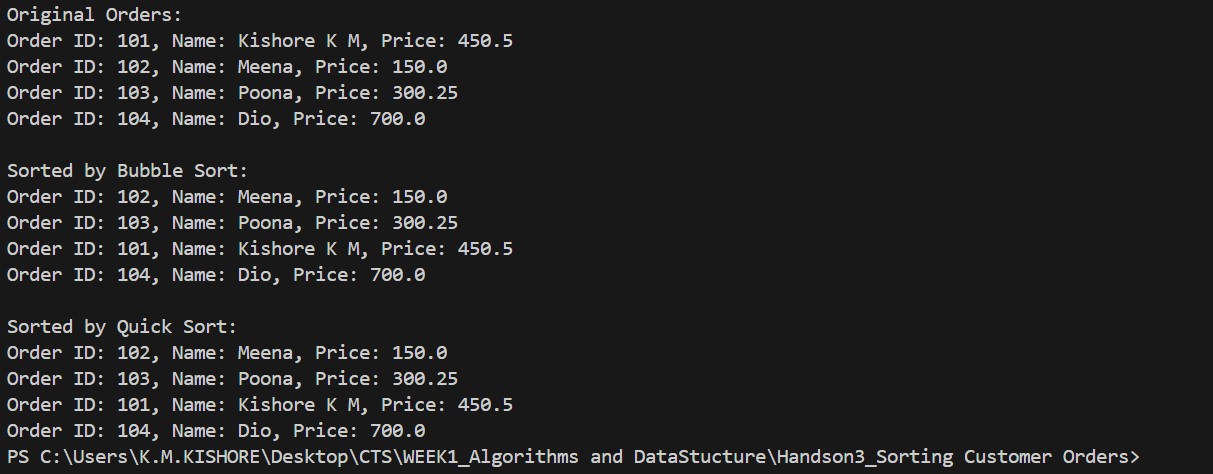 Original Orders:
Order ID: 101, Name: Kishore K M, Price: 450.5
Order ID: 102, Name: Meena, Price: 150.0
Order ID: 103, Name: Poona, Price: 300.25
Order ID: 104, Name: Dio, Price: 700.0
Sorted by Bubble Sort:
Order ID: 102, Name: Meena, Price: 150.0
Order ID: 103, Name: Poona, Price: 300.25
Order ID: 101, Name: Kishore K M, Price: 450.5
Order ID: 104, Name: Dio, Price: 700.0
Sorted by Quick Sort:
Order ID: 102, Name: Meena, Price: 150.0
Order ID: 103, Name: Poona, Price: 300.25
Order ID: 101, Name: Kishore K M, Price: 450.5
Order ID: 104, Name: Dio, Price: 700.0
PS C:\Users\K.M.KISHORE\Desktop\CTS\WEEK1_Algorithms and DataStucture\Handson3_Sorting Customer Orders>